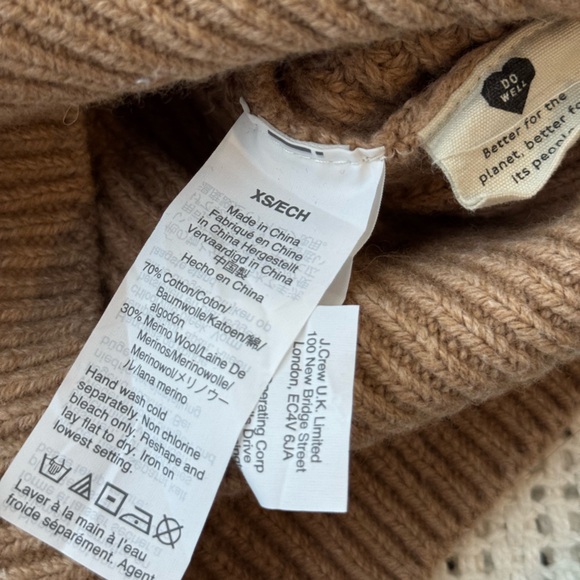 DO
WELL
Better for the
planet, better fo
its people
XS/ECH
Made in China
Fabriqué en Chine
In China Hergestellt
Vervaardigd in China
中国製
Hecho en China
70% Cotton/Coton/
Baumwolle/Katoen/綿/
algodón
30% Merino Wool/Laine De
Merinos/Merinowolle/
Merinowol/メリノウー
ル/lana merino
Hand wash cold
separately. Non chlorine
bleach only. Reshape and
lay flat to dry. Iron on
lowest setting.
Laver à la main à l'eau
froide séparément. Agent
J.Crew U.K. Limited
100 New Bridge Street
London, EC4V 6JA
erating Corp
Drive